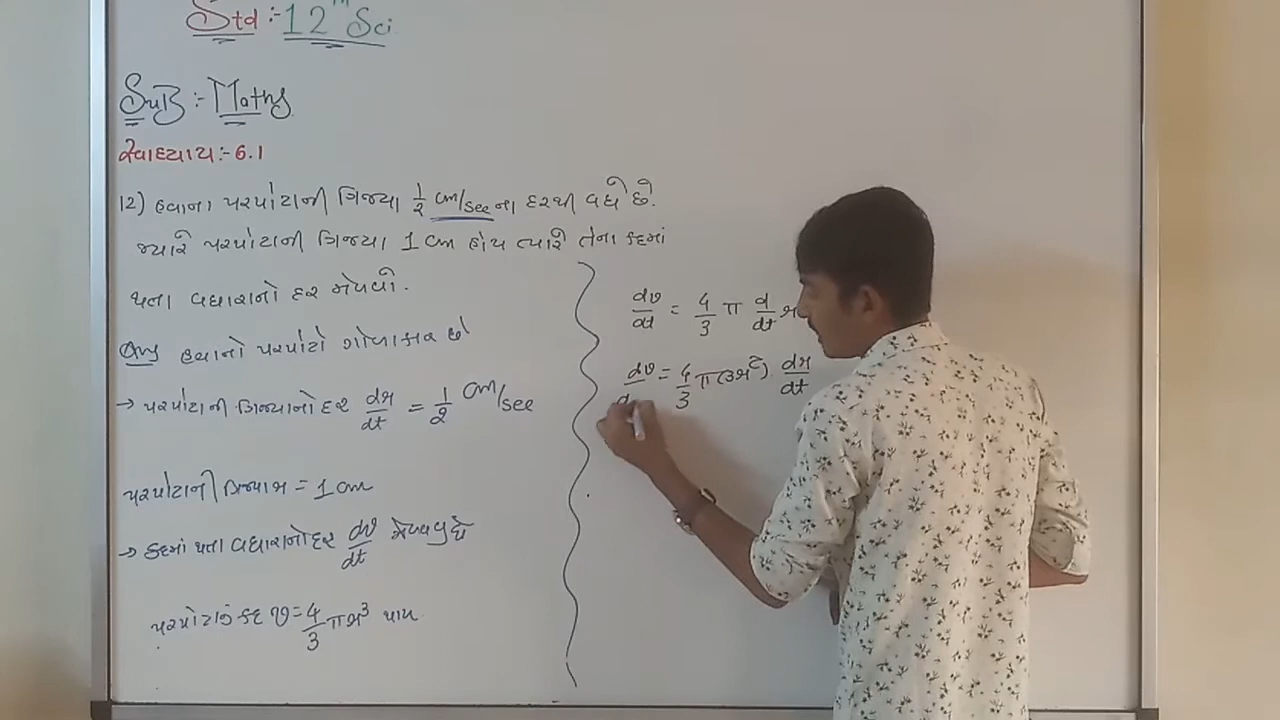 Std :- 12th Sci
SuB :- Maths
સ્વાધ્યાય :- 6.1
12) હવાના પરપોટાની ત્રિજ્યા 1/2 cm/sec ના દરથી વધે છે.
જ્યારે પરપોટાની ત્રિજ્યા 1 cm હોય ત્યારે તેના કદમાં
થતા વધારાનો દર મેળવો.
Ans હવાનો પરપોટો ગોળાકાર છે
→ પરપોટાની ત્રિજ્યાનો દર dr/dt = 1/2 cm/sec
પરપોટાની ત્રિજ્યા r = 1 cm
→ કદમાં થતા વધારાનો દર dv/dt મેળવવુ છે
પરપોટાનું કદ v = 4/3 πr³ થાય
dv/dt = 4/3 π d/dt r
dv/dt = 4/3 π (3r²) dr/dt